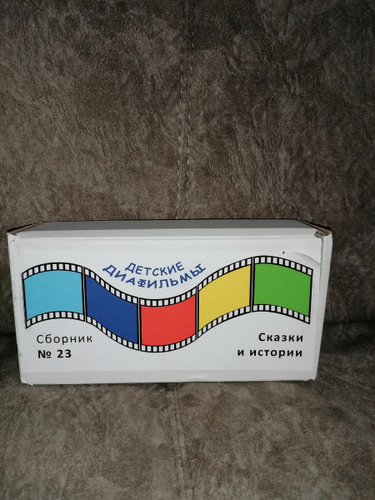 ДЕТСКИЕ
ДИАФИЛЬМЫ
Сборник
№ 23
Сказки
и истории